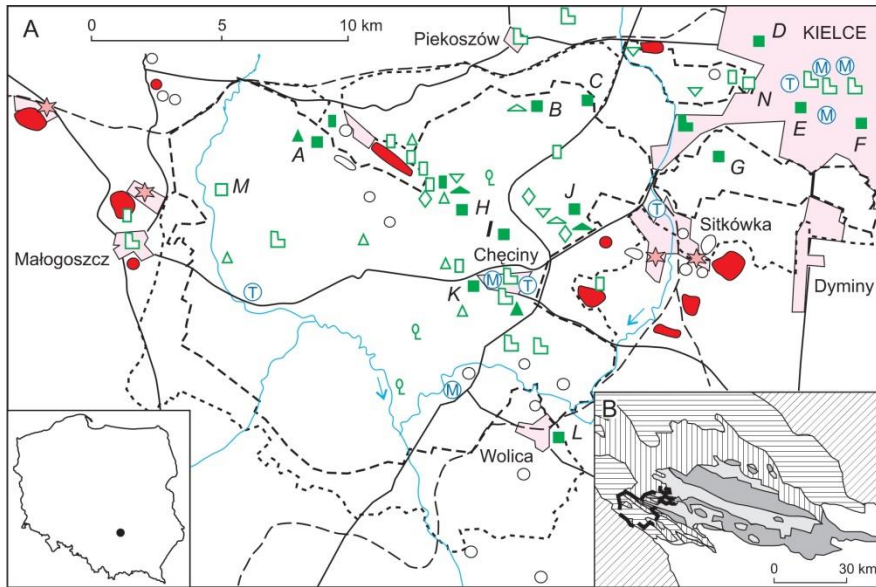 A
0 5 10 km
Piekoszów
KIELCE
D
M M
T
N
M
E
F
C
B
A
G
M
H
J
I
T
Sitkówka
Małogoszcz
Chęciny
M T
K
T
Dyminy
M
L
Wolica
B
0 30 km